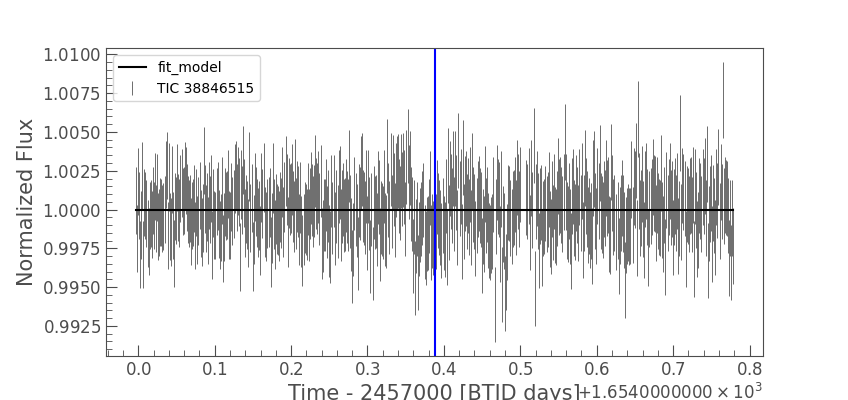 1.0100
1.0075
1.0050
1.0025
1.0000
0.9975
0.9950
0.9925
Normalized Flux
fit_model
TIC 38846515
0.0 0.1 0.2 0.3 0.4 0.5 0.6 0.7 0.8
Time - 2457000 [BTJD days]
+1.6540000000 × 10³